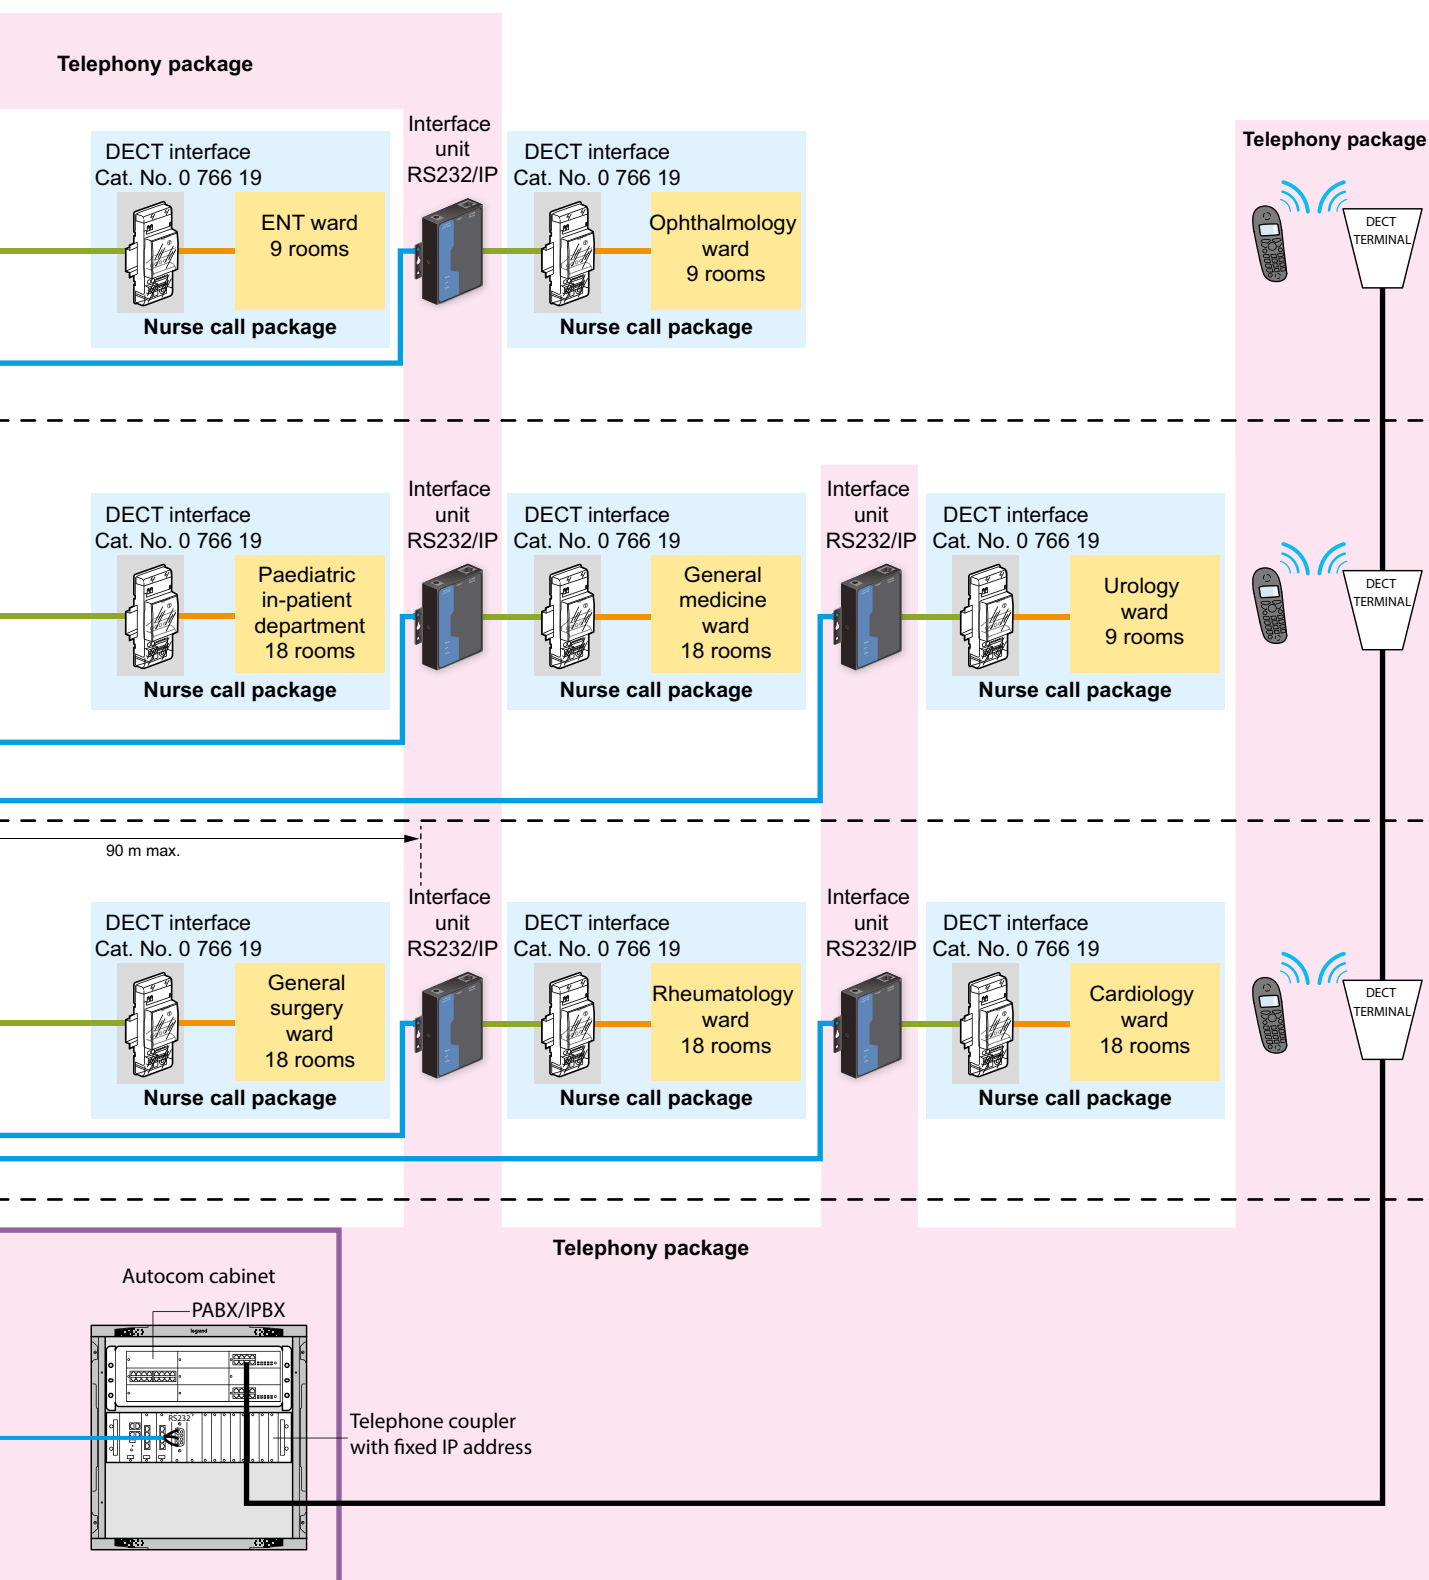 Telephony package
Interface
unit
RS232/IP
DECT interface
Cat. No. 0 766 19
ENT ward
9 rooms
Nurse call package
DECT interface
Cat. No. 0 766 19
Ophthalmology
ward
9 rooms
Nurse call package
Telephony package
DECT
TERMINAL
DECT interface
Cat. No. 0 766 19
Paediatric
in-patient
department
18 rooms
Nurse call package
Interface
unit
RS232/IP
DECT interface
Cat. No. 0 766 19
General
medicine
ward
18 rooms
Nurse call package
Interface
unit
RS232/IP
DECT interface
Cat. No. 0 766 19
Urology
ward
9 rooms
Nurse call package
DECT
TERMINAL
90 m max.
DECT interface
Cat. No. 0 766 19
General
surgery
ward
18 rooms
Nurse call package
Interface
unit
RS232/IP
DECT interface
Cat. No. 0 766 19
Rheumatology
ward
18 rooms
Nurse call package
Interface
unit
RS232/IP
DECT interface
Cat. No. 0 766 19
Cardiology
ward
18 rooms
Nurse call package
DECT
TERMINAL
Telephony package
Autocom cabinet
PABX/IPBX
legrand
RS232
Telephone coupler
with fixed IP address